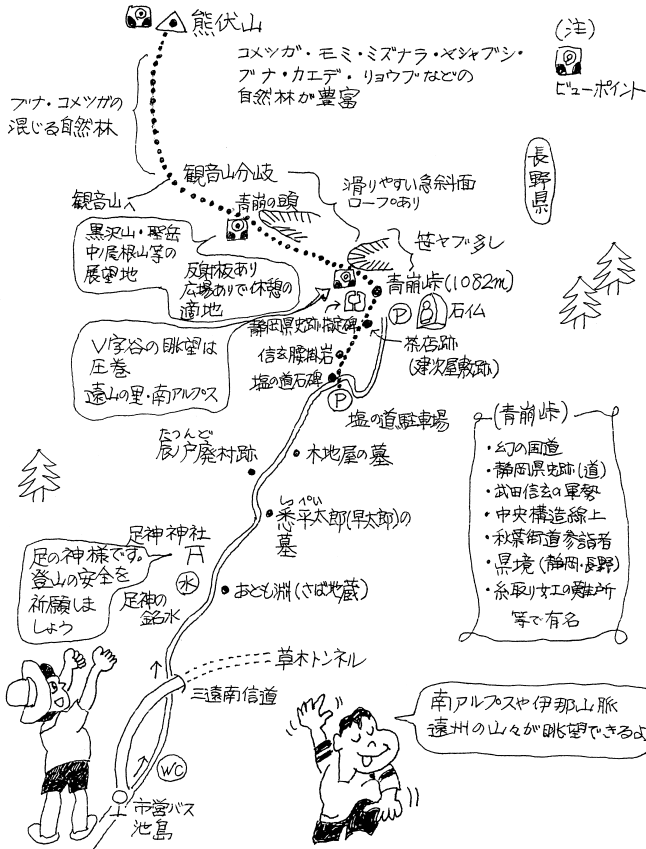 熊伏山
コメツガ・モミ・ミズナラ・ヤシャブシ・
ブナ・カエデ・リョウブなどの
自然林が豊富
(注)
ビューポイント
ブナ・コメツガの
混じる自然林
長野県
観音山分岐
観音山へ
滑りやすい急斜面
ロープあり
青崩の頭
笹ヤブ多し
黒沢山・聖岳
中ノ尾根山等の
展望地
反射板あり
広場ありで休憩の
適地
青崩峠(1082m)
P
石仏
静岡県史跡指定碑
茶店跡
(建次屋敷跡)
信玄腰掛岩
塩の道石碑
V字谷の眺望は
圧巻
遠山の里・南アルプス
P
塩の道駐車場
たつんど
辰ノ戸廃村跡
木地屋の墓
しっぺい
悉平太郎(早太郎)の
墓
(青崩峠)
・幻の国道
・静岡県史跡(道)
・武田信玄の軍勢
・中央構造線上
・秋葉街道参詣者
・県境(静岡・長野)
・糸取り女工の難所
等で有名
足神神社
足の神様です。
登山の安全を
祈願しま
しょう
水
足神の
銘水
おとも淵(さば地蔵)
草木トンネル
三遠南信道
WC
市営バス
池島
南アルプスや伊那山脈
遠州の山々が眺望できるよ